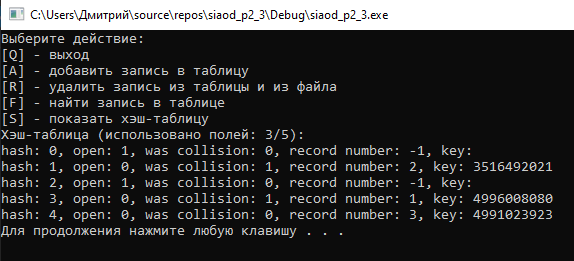 C:\Users\Дмитрий\source\repos\siaod_p2_3\Debug\siaod_p2_3.exe
Выберите действие:
[Q] - выход
[A] - добавить запись в таблицу
[R] - удалить запись из таблицы и из файла
[F] - найти запись в таблице
[S] - показать хэш-таблицу
Хэш-таблица (использовано полей: 3/5):
hash: 0, open: 1, was collision: 0, record number: -1, key:
hash: 1, open: 0, was collision: 1, record number: 2, key: 3516492021
hash: 2, open: 1, was collision: 0, record number: -1, key:
hash: 3, open: 0, was collision: 1, record number: 1, key: 4996008080
hash: 4, open: 0, was collision: 1, record number: 3, key: 4991023923
Для продолжения нажмите любую клавишу . . .